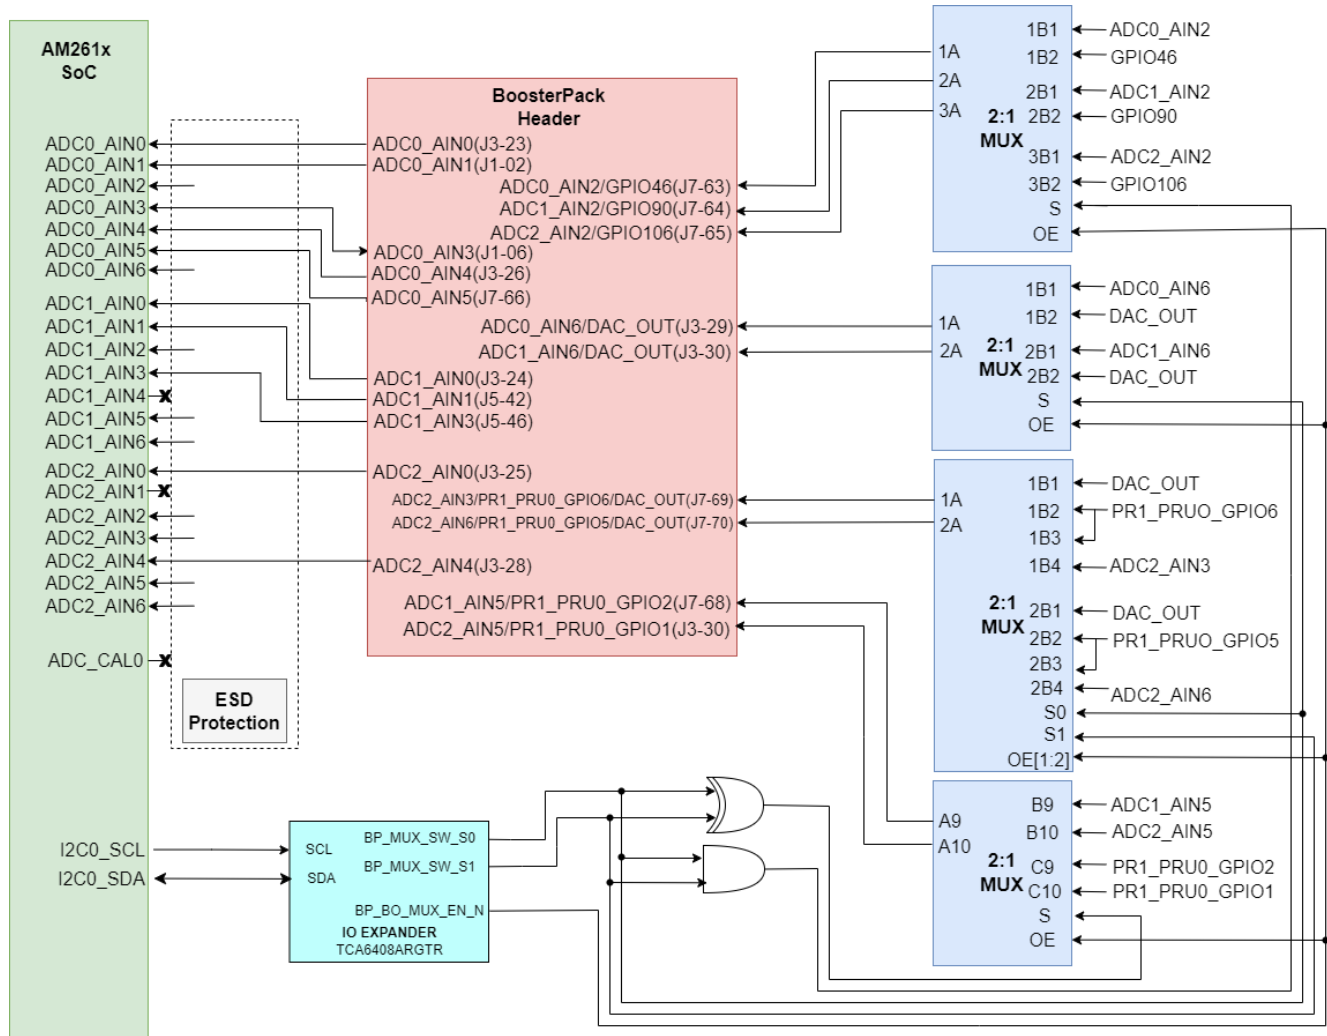 AM261x
SoC
ADC0_AIN0
ADC0_AIN1
ADC0_AIN2
ADC0_AIN3
ADC0_AIN4
ADC0_AIN5
ADC0_AIN6
ADC1_AIN0
ADC1_AIN1
ADC1_AIN2
ADC1_AIN3
ADC1_AIN4
ADC1_AIN5
ADC1_AIN6
ADC2_AIN0
ADC2_AIN1
ADC2_AIN2
ADC2_AIN3
ADC2_AIN4
ADC2_AIN5
ADC2_AIN6
ADC_CAL0
I2C0_SCL
I2C0_SDA
ESD
Protection
BoosterPack
Header
ADC0_AIN0(J3-23)
ADC0_AIN1(J1-02)
ADC0_AIN2/GPIO46(J7-63)
ADC1_AIN2/GPIO90(J7-64)
ADC2_AIN2/GPIO106(J7-65)
ADC0_AIN3(J1-06)
ADC0_AIN4(J3-26)
ADC0_AIN5(J7-66)
ADC0_AIN6/DAC_OUT(J3-29)
ADC1_AIN6/DAC_OUT(J3-30)
ADC1_AIN0(J3-24)
ADC1_AIN1(J5-42)
ADC1_AIN3(J5-46)
ADC2_AIN0(J3-25)
ADC2_AIN3/PR1_PRU0_GPIO6/DAC_OUT(J7-69)
ADC2_AIN6/PR1_PRU0_GPIO5/DAC_OUT(J7-70)
ADC2_AIN4(J3-28)
ADC1_AIN5/PR1_PRU0_GPIO2(J7-68)
ADC2_AIN5/PR1_PRU0_GPIO1(J3-30)
SCL
SDA
BP_MUX_SW_S0
BP_MUX_SW_S1
BP_BO_MUX_EN_N
IO EXPANDER
TCA6408ARGTR
1A
2A
3A
2:1
MUX
1B1
1B2
2B1
2B2
3B1
3B2
S
OE
ADC0_AIN2
GPIO46
ADC1_AIN2
GPIO90
ADC2_AIN2
GPIO106
1A
2A
2:1
MUX
1B1
1B2
2B1
2B2
S
OE
ADC0_AIN6
DAC_OUT
ADC1_AIN6
DAC_OUT
1A
2A
2:1
MUX
1B1
1B2
1B3
1B4
2B1
2B2
2B3
2B4
S0
S1
OE[1:2]
DAC_OUT
PR1_PRUO_GPIO6
ADC2_AIN3
DAC_OUT
PR1_PRUO_GPIO5
ADC2_AIN6
A9
A10
2:1
MUX
B9
B10
C9
C10
S
OE
ADC1_AIN5
ADC2_AIN5
PR1_PRU0_GPIO2
PR1_PRU0_GPIO1